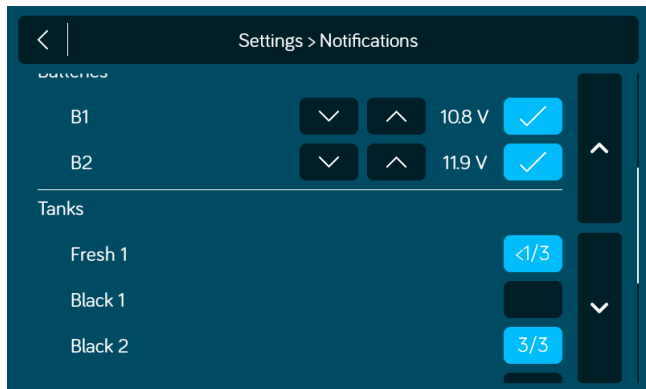 Settings > Notifications
Batteries
B1 10.8 V
B2 11.9 V
Tanks
Fresh 1 <1/3
Black 1
Black 2 3/3